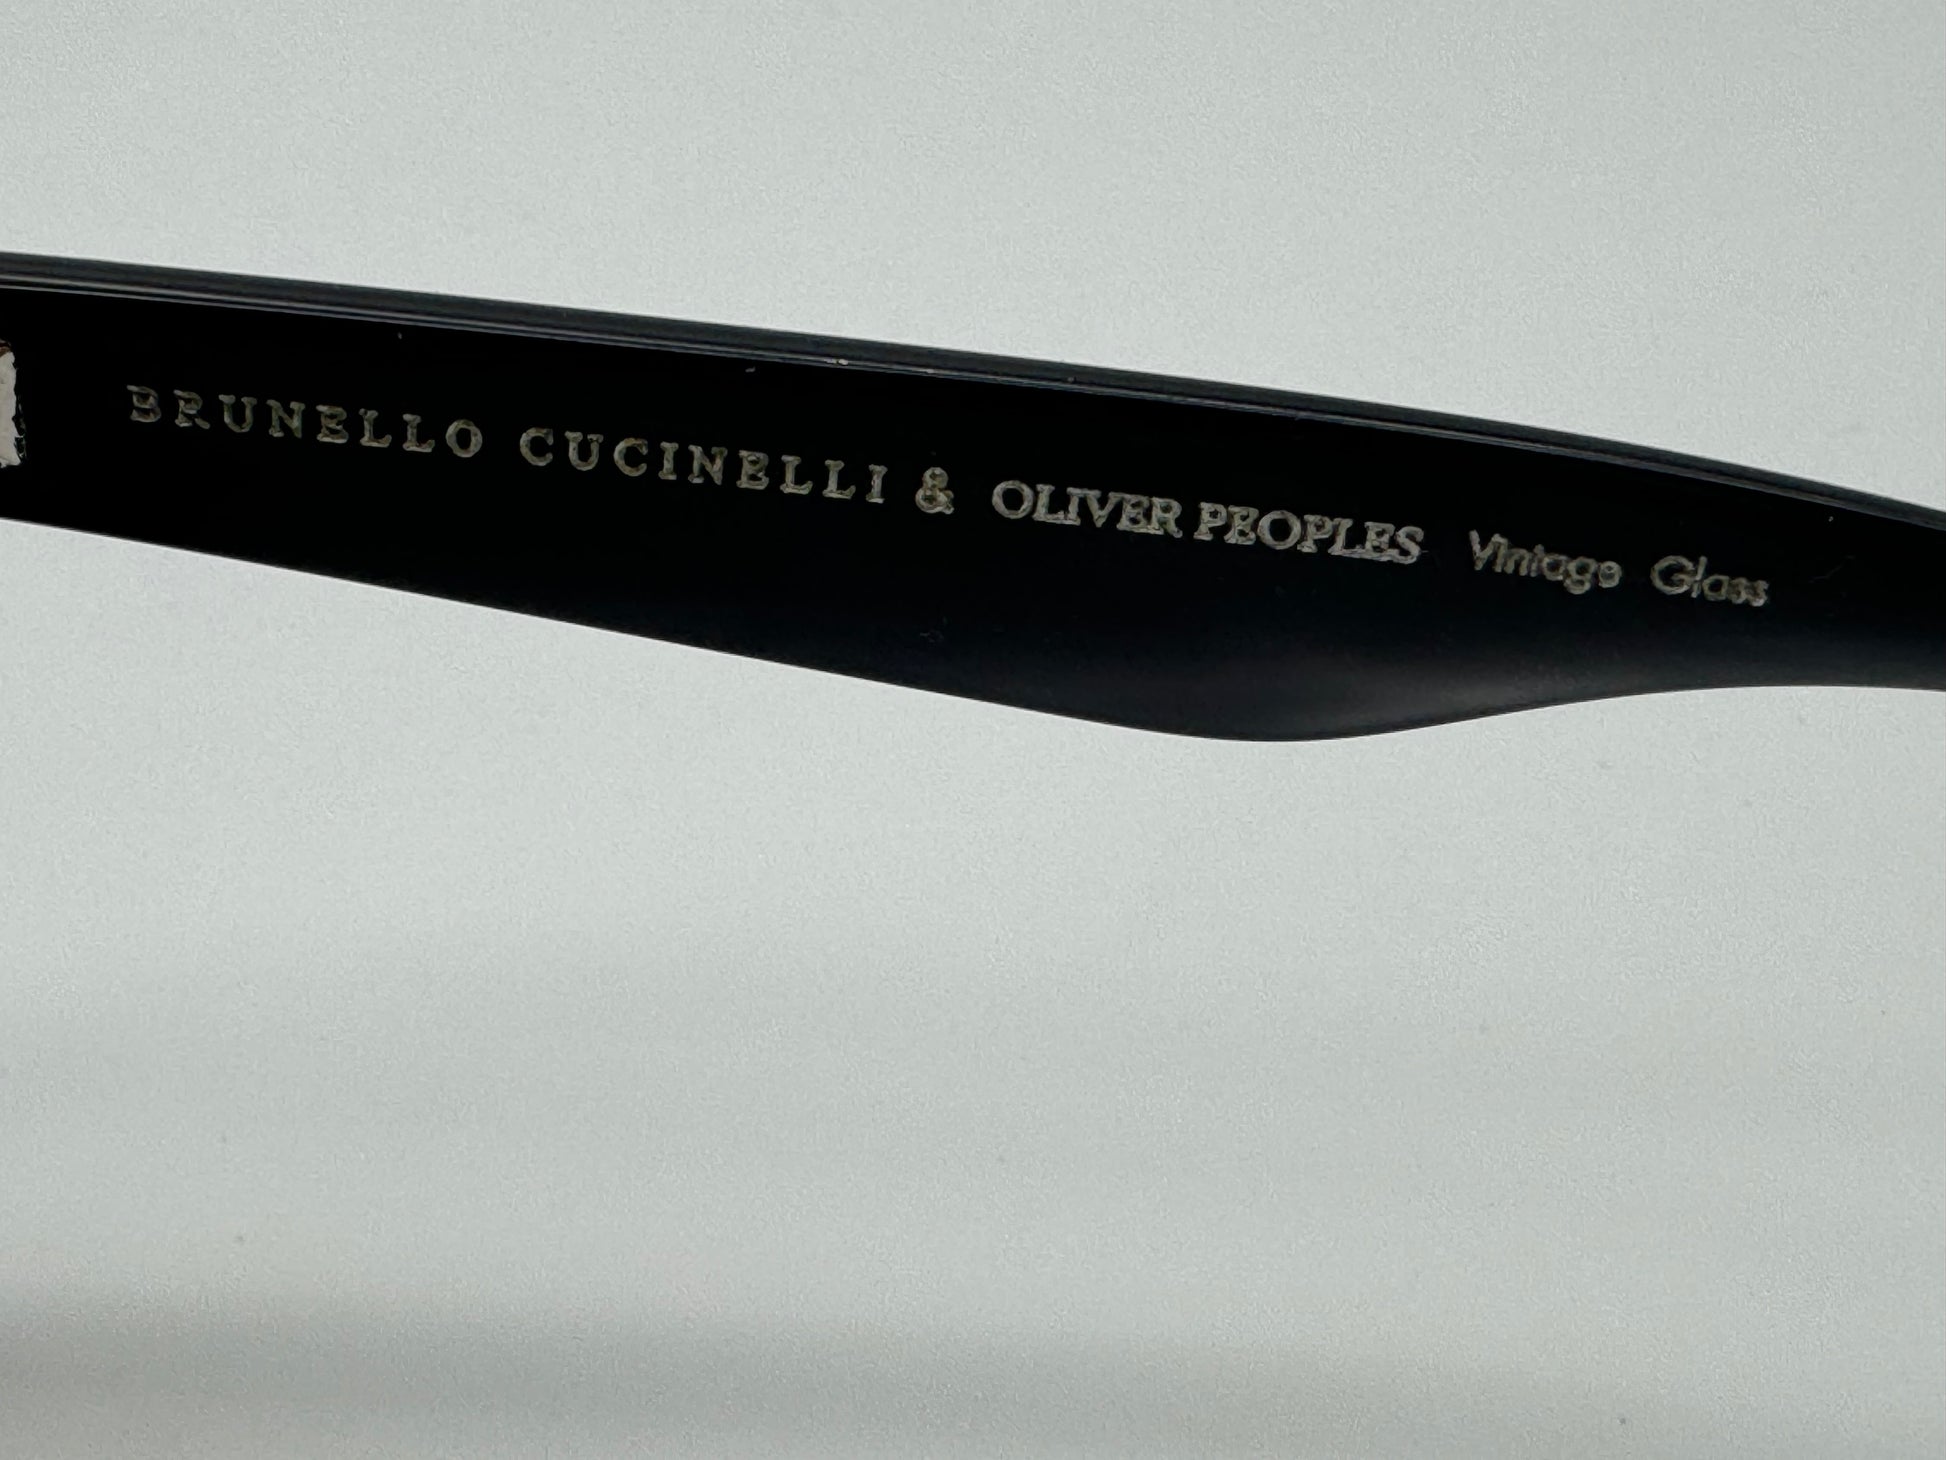 BRUNELLO CUCINELLI & OLIVER PEOPLES Vintage Glass